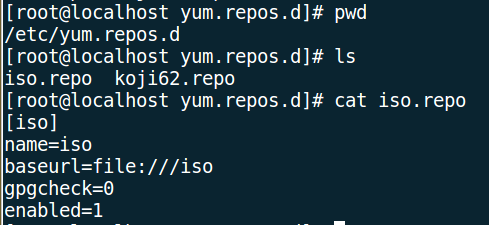 [root@localhost yum.repos.d]# pwd
/etc/yum.repos.d
[root@localhost yum.repos.d]# ls
iso.repo  koji62.repo
[root@localhost yum.repos.d]# cat iso.repo
[iso]
name=iso
baseurl=file:///iso
gpgcheck=0
enabled=1